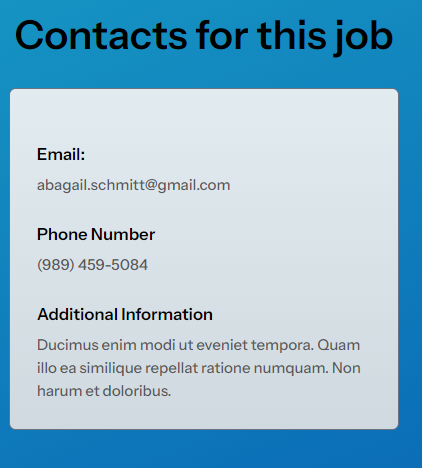 Contacts for this job
Email:
abagail.schmitt@gmail.com
Phone Number
(989) 459-5084
Additional Information
Ducimus enim modi ut eveniet tempora. Quam
illo ea similique repellat ratione numquam. Non
harum et doloribus.